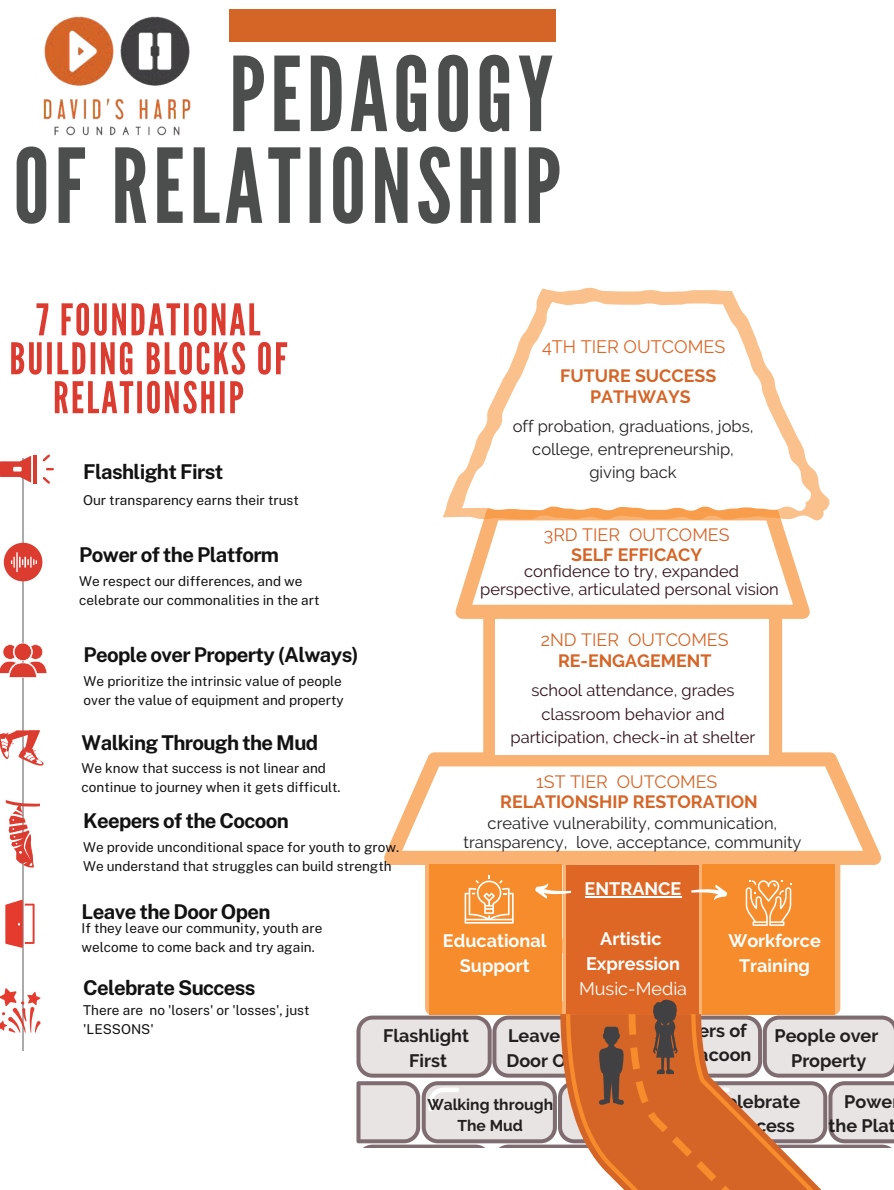 DAVID'S HARP
FOUNDATION
PEDAGOGY
OF RELATIONSHIP
7 FOUNDATIONAL
BUILDING BLOCKS OF
RELATIONSHIP
Flashlight First
Our transparency earns their trust
Power of the Platform
We respect our differences, and we
celebrate our commonalities in the art
People over Property (Always)
We prioritize the intrinsic value of people
over the value of equipment and property
Walking Through the Mud
We know that success is not linear and
continue to journey when it gets difficult.
Keepers of the Cocoon
We provide unconditional space for youth to grow.
We understand that struggles can build strength
Leave the Door Open
If they leave our community, youth are
welcome to come back and try again.
Celebrate Success
There are no 'losers' or 'losses', just
'LESSONS'
4TH TIER OUTCOMES
FUTURE SUCCESS
PATHWAYS
off probation, graduations, jobs,
college, entrepreneurship,
giving back
3RD TIER OUTCOMES
SELF EFFICACY
confidence to try, expanded
perspective, articulated personal vision
2ND TIER OUTCOMES
RE-ENGAGEMENT
school attendance, grades
classroom behavior and
participation, check-in at shelter
1ST TIER OUTCOMES
RELATIONSHIP RESTORATION
creative vulnerability, communication,
transparency, love, acceptance, community
ENTRANCE
Educational
Support
Artistic
Expression
Music-Media
Workforce
Training
Flashlight
First
Leave
Door O
ers of
acoon
People over
Property
Walking through
The Mud
elebrate
cess
Power
the Plat